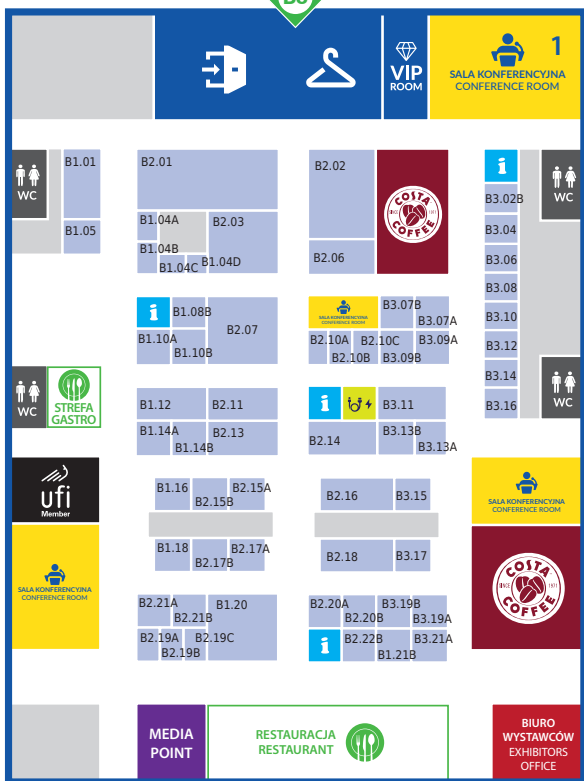 VIP
ROOM
1
SALA KONFERENCYJNA
CONFERENCE ROOM
WC
B1.01
B1.05
B2.01
B1.04A
B2.03
B1.04B
B1.04C
B1.04D
B2.02
B2.06
COSTA
SINCE 1971
COFFEE
i
WC
B3.02B
B3.04
B3.06
B3.08
B3.10
B3.12
B3.14
B3.16
WC
i
B1.08B
B2.07
B1.10A
B1.10B
SALA KONFERENCYJNA
CONFERENCE ROOM
B3.07B
B3.07A
B2.10A
B2.10C
B3.09A
B2.10B
B3.09B
WC
STREFA
GASTRO
B1.12
B2.11
B1.14A
B2.13
B1.14B
i
B3.11
B2.14
B3.13B
B3.13A
ufi
Member
SALA KONFERENCYJNA
CONFERENCE ROOM
B1.16
B2.15A
B2.15B
B1.18
B2.17A
B2.17B
B2.16
B3.15
B2.18
B3.17
SALA KONFERENCYJNA
CONFERENCE ROOM
COSTA
SINCE 1971
COFFEE
B2.21A
B1.20
B2.21B
B2.19A
B2.19C
B2.19B
B2.20A
B3.19B
B2.20B
B3.19A
i
B2.22B
B3.21A
B1.21B
MEDIA
POINT
RESTAURACJA
RESTAURANT
BIURO
WYSTAWCÓW
EXHIBITORS
OFFICE